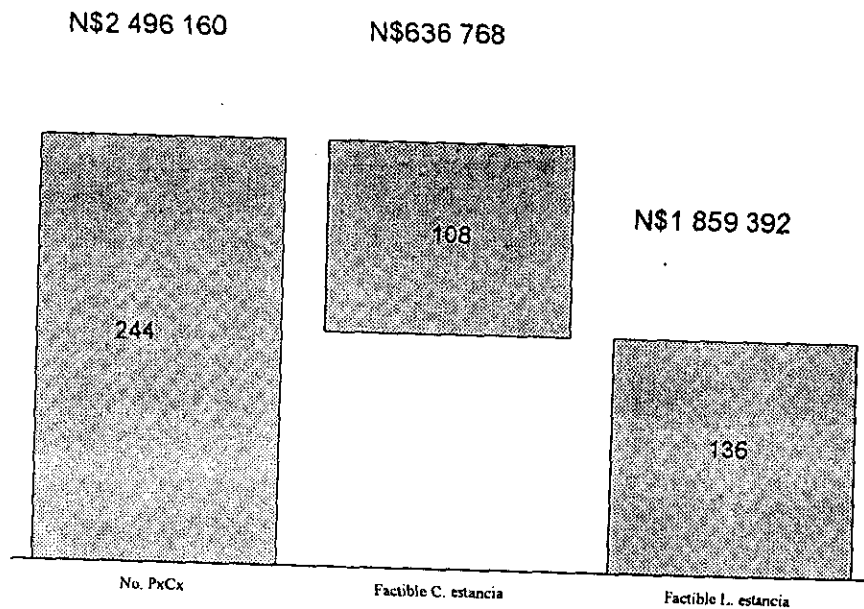 N$2 496 160
N$636 768
N$1 859 392
244
108
136
No. PxCx
Factible C. estancia
Factible L. estancia